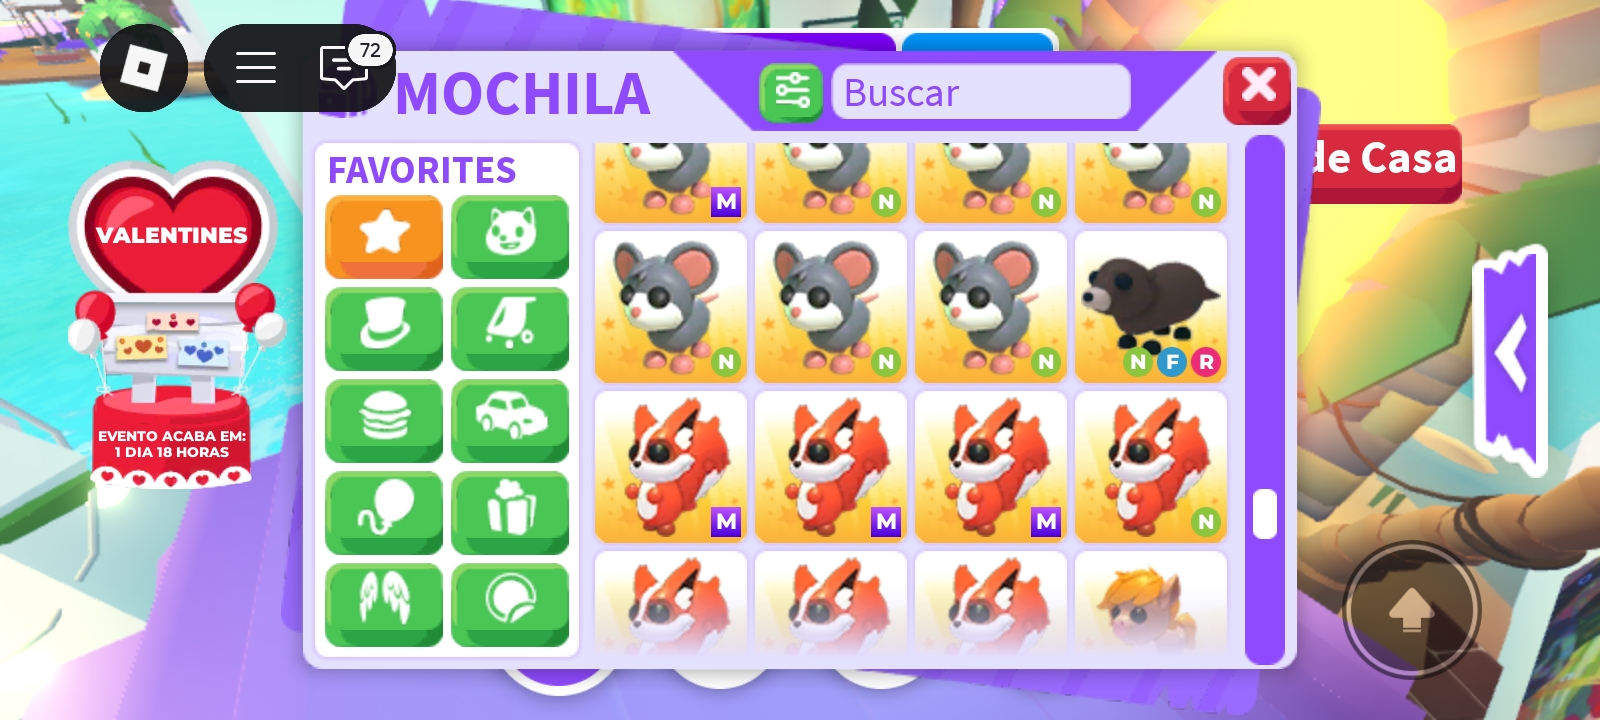 72
MOCHILA
Buscar
de Casa
FAVORITES
VALENTINES
EVENTO ACABA EM:
1 DIA 18 HORAS
M
N
N
N
N
N
N
N F R
M
M
M
N